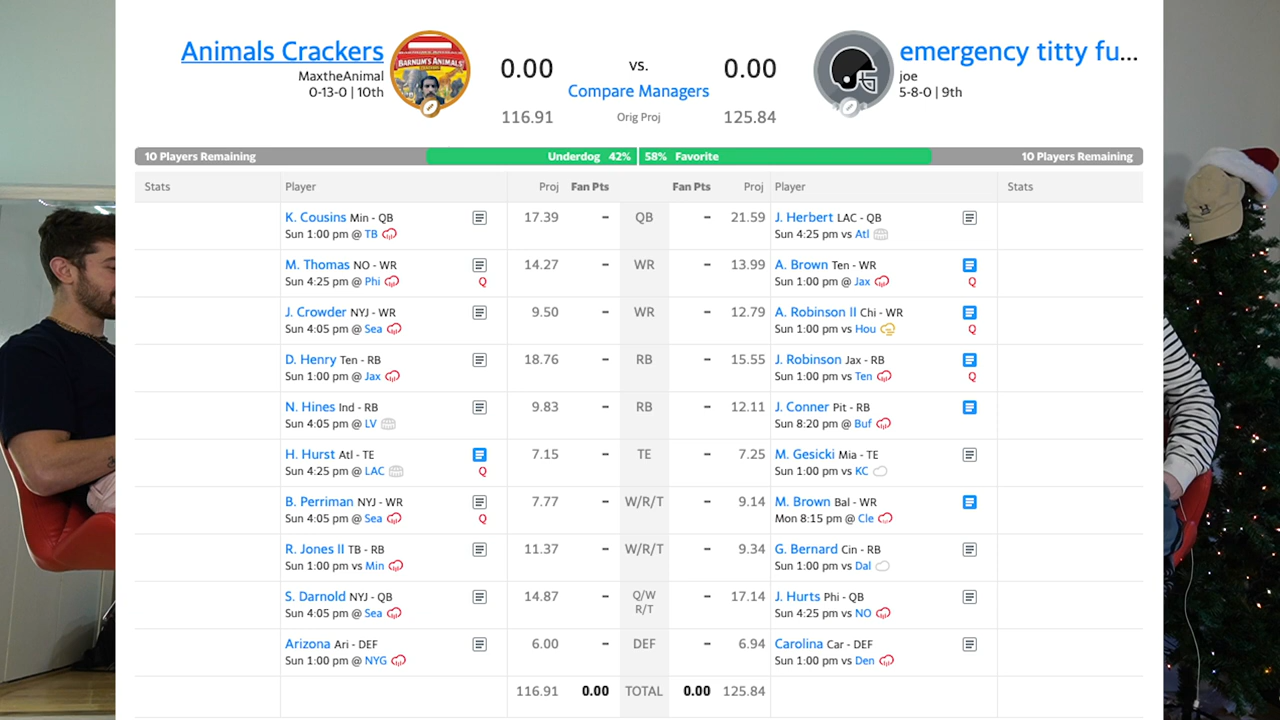 Animals Crackers
MaxtheAnimal
0-13-0 | 10th
BARNUM'S ANIMALS
0.00 vs. 0.00
Compare Managers
116.91 Orig Proj 125.84
emergency titty fu...
joe
5-8-0 | 9th
10 Players Remaining Underdog 42% 58% Favorite 10 Players Remaining
Stats Player Proj Fan Pts Fan Pts Proj Player Stats
K. Cousins Min - QB 17.39 – QB – 21.59 J. Herbert LAC - QB
Sun 1:00 pm @ TB Sun 4:25 pm vs Atl
M. Thomas NO - WR 14.27 – WR – 13.99 A. Brown Ten - WR
Sun 4:25 pm @ Phi Q Sun 1:00 pm @ Jax Q
J. Crowder NYJ - WR 9.50 – WR – 12.79 A. Robinson II Chi - WR
Sun 4:05 pm @ Sea Sun 1:00 pm vs Hou Q
D. Henry Ten - RB 18.76 – RB – 15.55 J. Robinson Jax - RB
Sun 1:00 pm @ Jax Sun 1:00 pm vs Ten Q
N. Hines Ind - RB 9.83 – RB – 12.11 J. Conner Pit - RB
Sun 4:05 pm @ LV Sun 8:20 pm @ Buf
H. Hurst Atl - TE 7.15 – TE – 7.25 M. Gesicki Mia - TE
Sun 4:25 pm @ LAC Q Sun 1:00 pm vs KC
B. Perriman NYJ - WR 7.77 – W/R/T – 9.14 M. Brown Bal - WR
Sun 4:05 pm @ Sea Q Mon 8:15 pm @ Cle
R. Jones II TB - RB 11.37 – W/R/T – 9.34 G. Bernard Cin - RB
Sun 1:00 pm vs Min Sun 1:00 pm vs Dal
S. Darnold NYJ - QB 14.87 – Q/W – 17.14 J. Hurts Phi - QB
Sun 4:05 pm @ Sea R/T Sun 4:25 pm vs NO
Arizona Ari - DEF 6.00 – DEF – 6.94 Carolina Car - DEF
Sun 1:00 pm @ NYG Sun 1:00 pm vs Den
116.91 0.00 TOTAL 0.00 125.84